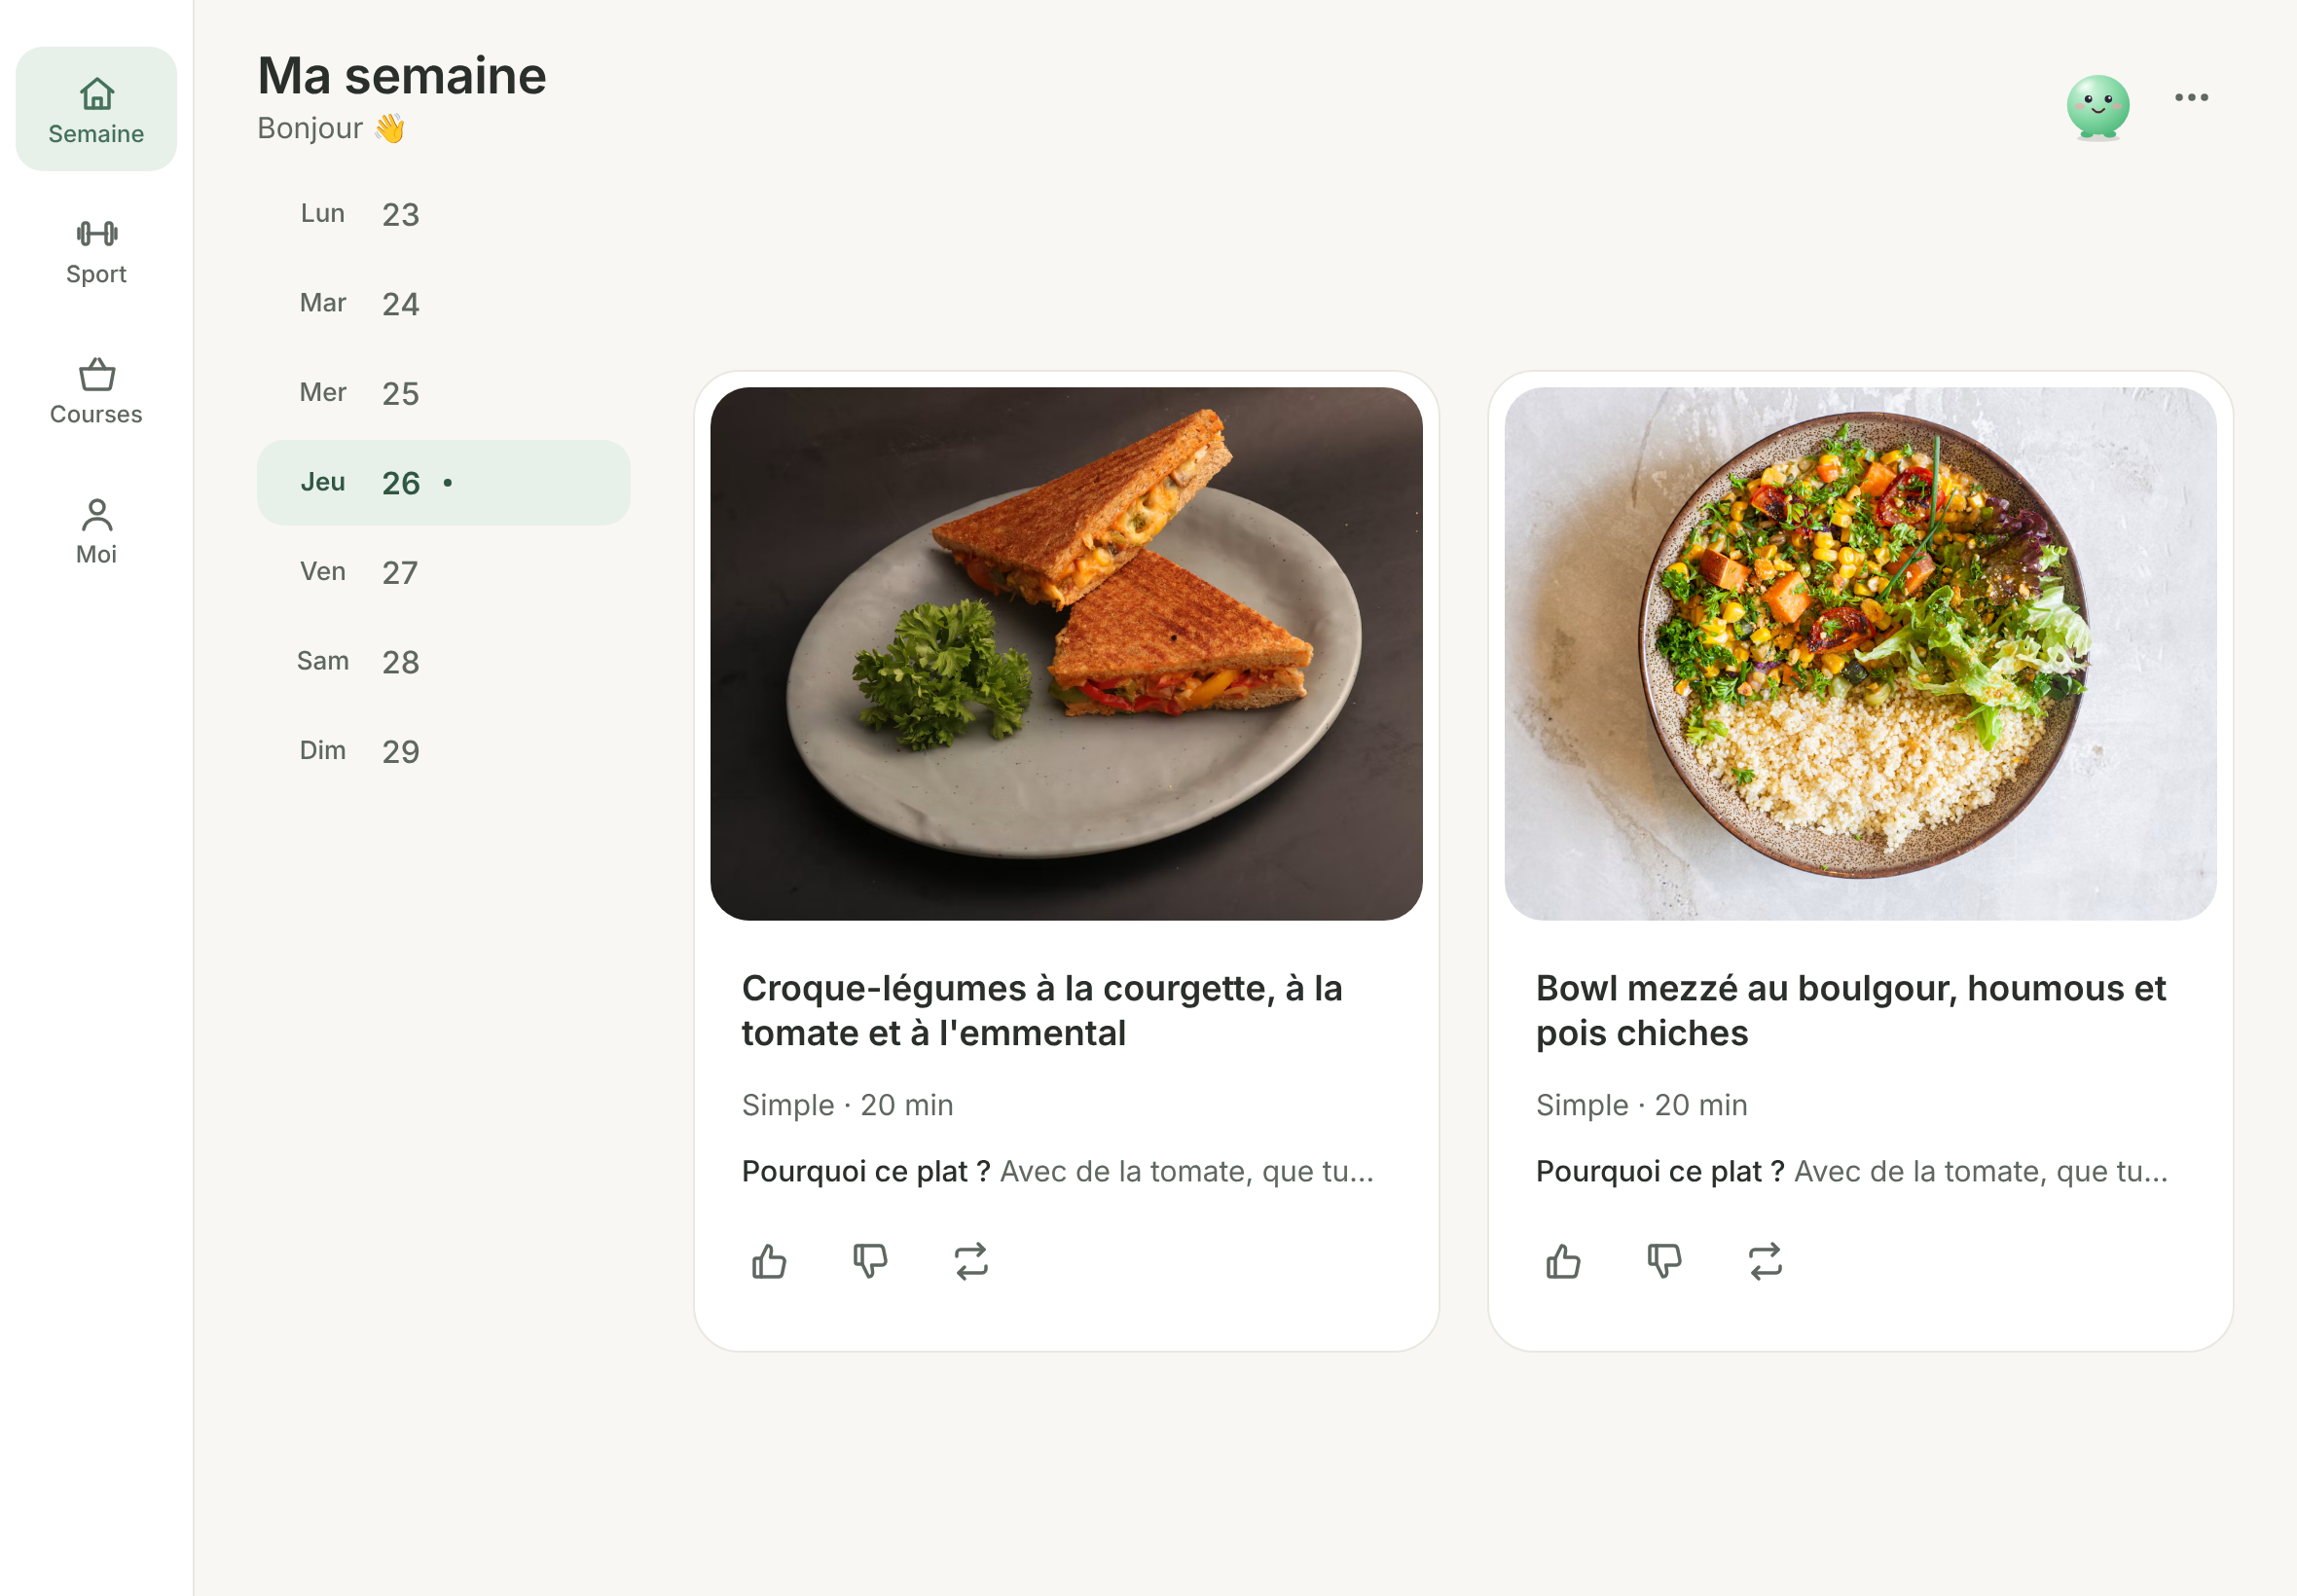 Semaine
Sport
Courses
Moi
Ma semaine
Bonjour 👋
Lun 23
Mar 24
Mer 25
Jeu 26 •
Ven 27
Sam 28
Dim 29
Croque-légumes à la courgette, à la
tomate et à l'emmental
Simple · 20 min
Pourquoi ce plat ? Avec de la tomate, que tu...
Bowl mezzé au boulgour, houmous et
pois chiches
Simple · 20 min
Pourquoi ce plat ? Avec de la tomate, que tu...